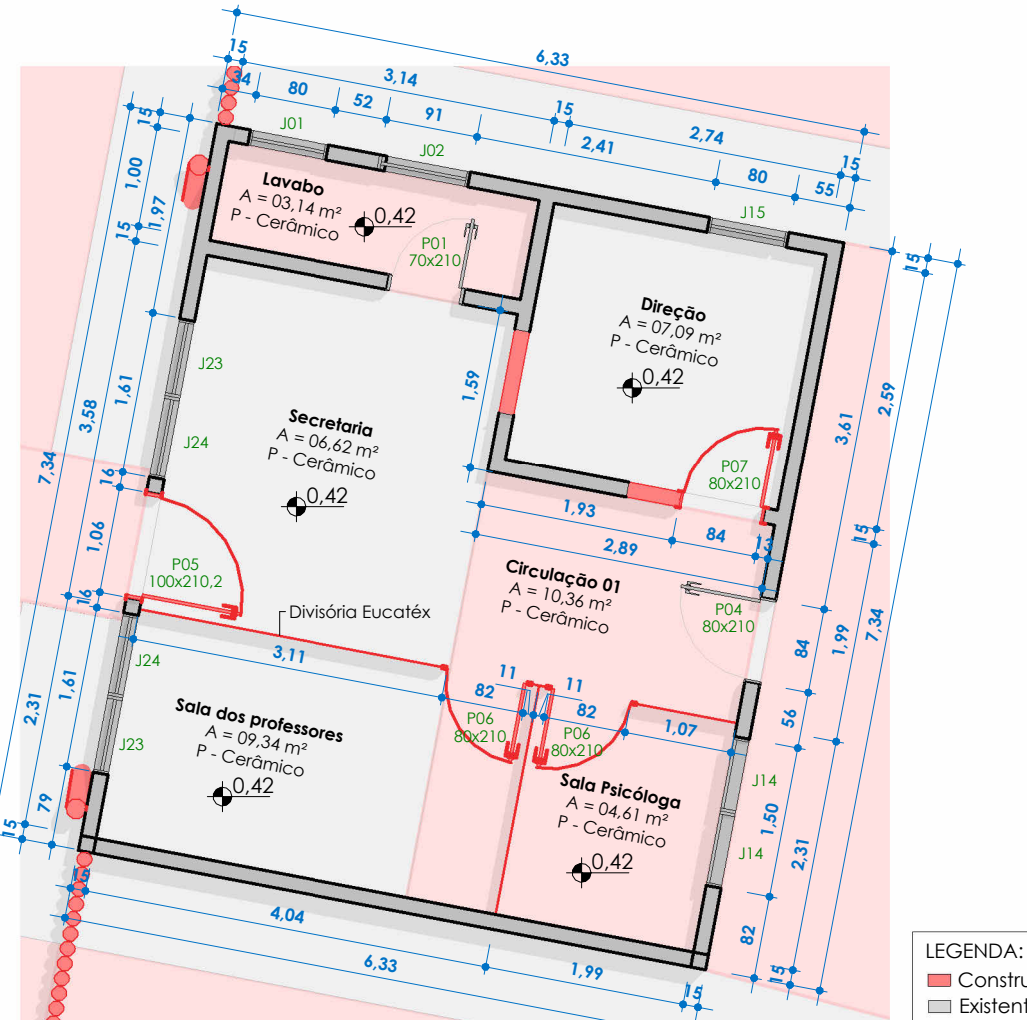 6,33
15
3,14
34
80
52
91
15
2,74
2,41
80
55
15
J01
J02
J15
15
1,00
15
1,97
Lavabo
A = 03,14 m²
P - Cerâmico
0,42
P01
70x210
Direção
A = 07,09 m²
P - Cerâmico
0,42
15
2,59
3,61
J23
J24
1,61
3,58
7,34
1,59
Secretaria
A = 06,62 m²
P - Cerâmico
0,42
P07
80x210
16
1,06
16
P05
100x210,2
1,93
84
13
2,89
15
Circulação 01
A = 10,36 m²
P - Cerâmico
P04
80x210
84
1,99
7,34
56
Divisória Eucatéx
3,11
J24
J23
1,61
2,31
79
15
11
11
82
82
1,07
P06
80x210
P06
80x210
Sala dos professores
A = 09,34 m²
P - Cerâmico
0,42
Sala Psicóloga
A = 04,61 m²
P - Cerâmico
0,42
J14
J14
1,50
2,31
82
15
15
4,04
6,33
1,99
15
LEGENDA:
Constru
Existent